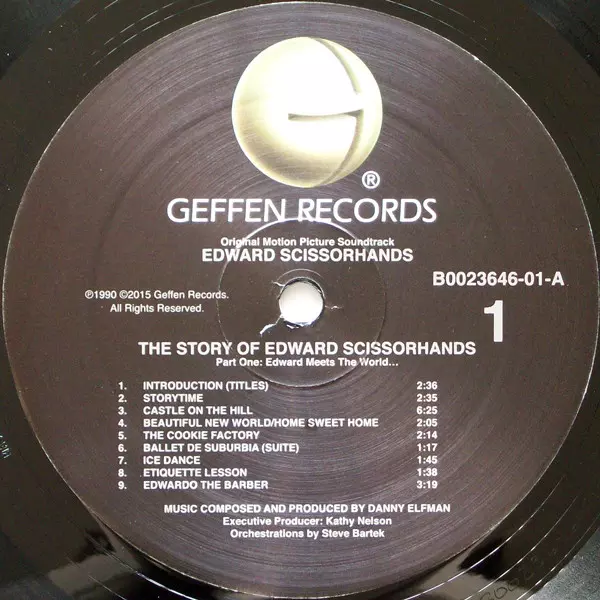 ®
GEFFEN RECORDS
Original Motion Picture Soundtrack
EDWARD SCISSORHANDS
B0023646-01-A
℗1990 ©2015 Geffen Records.
All Rights Reserved.
1
THE STORY OF EDWARD SCISSORHANDS
Part One: Edward Meets The World...
1. INTRODUCTION (TITLES) 2:36
2. STORYTIME 2:35
3. CASTLE ON THE HILL 6:25
4. BEAUTIFUL NEW WORLD/HOME SWEET HOME 2:05
5. THE COOKIE FACTORY 2:14
6. BALLET DE SUBURBIA (SUITE) 1:17
7. ICE DANCE 1:45
8. ETIQUETTE LESSON 1:38
9. EDWARDO THE BARBER 3:19
MUSIC COMPOSED AND PRODUCED BY DANNY ELFMAN
Executive Producer: Kathy Nelson
Orchestrations by Steve Bartek